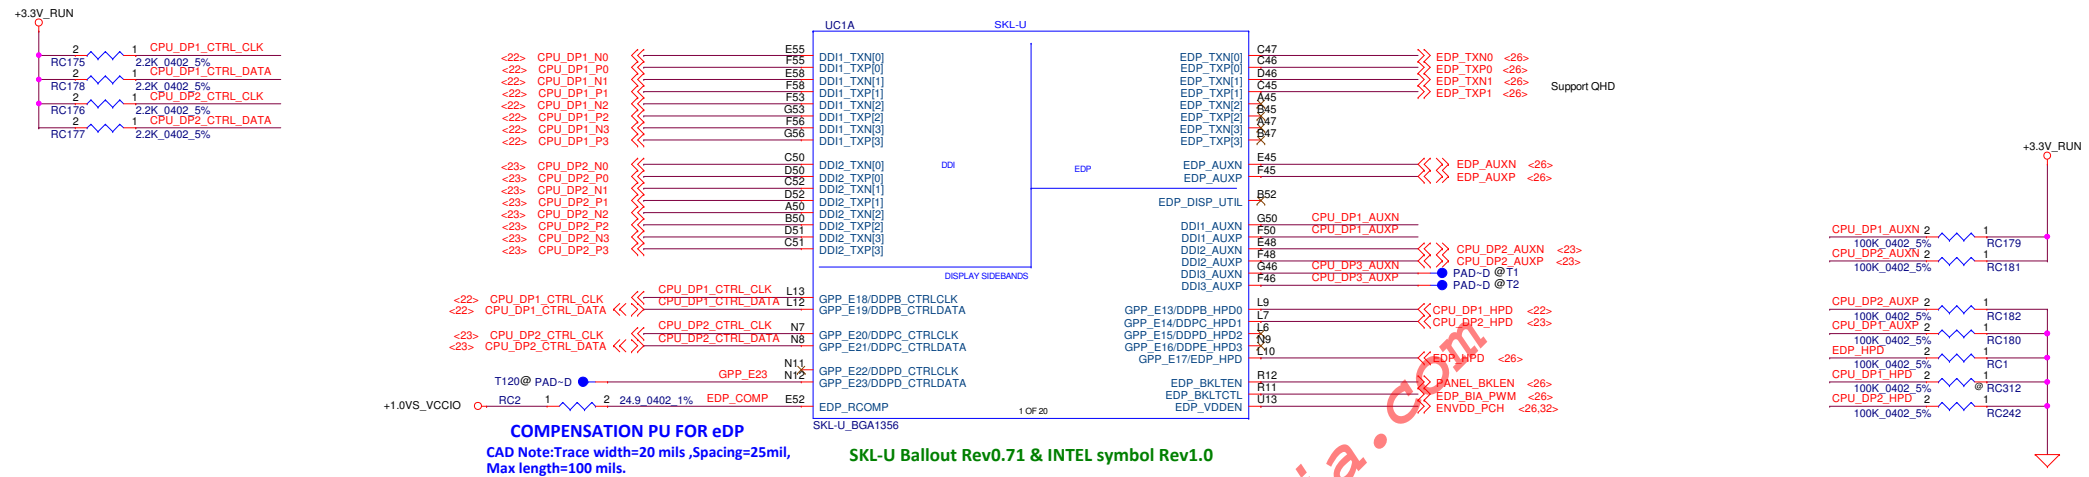 +3.3V_RUN
2 1 CPU_DP1_CTRL_CLK
RC175 2.2K_0402_5%
2 1 CPU_DP1_CTRL_DATA
RC178 2.2K_0402_5%
2 1 CPU_DP2_CTRL_CLK
RC176 2.2K_0402_5%
2 1 CPU_DP2_CTRL_DATA
RC177 2.2K_0402_5%
UC1A
SKL-U
<22> CPU_DP1_N0 E55 DDI1_TXN[0]
<22> CPU_DP1_P0 F55 DDI1_TXP[0]
<22> CPU_DP1_N1 E58 DDI1_TXN[1]
<22> CPU_DP1_P1 F58 DDI1_TXP[1]
<22> CPU_DP1_N2 F53 DDI1_TXN[2]
<22> CPU_DP1_P2 G53 DDI1_TXP[2]
<22> CPU_DP1_N3 F56 DDI1_TXN[3]
<22> CPU_DP1_P3 G56 DDI1_TXP[3]
<23> CPU_DP2_N0 C50 DDI2_TXN[0]
<23> CPU_DP2_P0 D50 DDI2_TXP[0]
<23> CPU_DP2_N1 C52 DDI2_TXN[1]
<23> CPU_DP2_P1 D52 DDI2_TXP[1]
<23> CPU_DP2_N2 A50 DDI2_TXN[2]
<23> CPU_DP2_P2 B50 DDI2_TXP[2]
<23> CPU_DP2_N3 D51 DDI2_TXN[3]
<23> CPU_DP2_P3 C51 DDI2_TXP[3]
DDI
EDP
DISPLAY SIDEBANDS
<22> CPU_DP1_CTRL_CLK CPU_DP1_CTRL_CLK L13 GPP_E18/DDPB_CTRLCLK
<22> CPU_DP1_CTRL_DATA CPU_DP1_CTRL_DATA L12 GPP_E19/DDPB_CTRLDATA
<23> CPU_DP2_CTRL_CLK CPU_DP2_CTRL_CLK N7 GPP_E20/DDPC_CTRLCLK
<23> CPU_DP2_CTRL_DATA CPU_DP2_CTRL_DATA N8 GPP_E21/DDPC_CTRLDATA
N11 GPP_E22/DDPD_CTRLCLK
T120@ PAD~D GPP_E23 N12 GPP_E23/DDPD_CTRLDATA
+1.0VS_VCCIO RC2 1 2 24.9_0402_1% EDP_COMP E52 EDP_RCOMP
EDP_TXN[0] C47 EDP_TXN0 <26>
EDP_TXP[0] C46 EDP_TXP0 <26>
EDP_TXN[1] D46 EDP_TXN1 <26>
EDP_TXP[1] C45 EDP_TXP1 <26>
Support QHD
EDP_TXN[2] A45
EDP_TXP[2] B45
EDP_TXN[3] A47
EDP_TXP[3] B47
EDP_AUXN E45 EDP_AUXN <26>
EDP_AUXP F45 EDP_AUXP <26>
EDP_DISP_UTIL B52
DDI1_AUXN G50 CPU_DP1_AUXN
DDI1_AUXP F50 CPU_DP1_AUXP
DDI2_AUXN E48 CPU_DP2_AUXN <23>
DDI2_AUXP F48 CPU_DP2_AUXP <23>
DDI3_AUXN G46 CPU_DP3_AUXN PAD~D @T1
DDI3_AUXP F46 CPU_DP3_AUXP PAD~D @T2
GPP_E13/DDPB_HPD0 L9 CPU_DP1_HPD <22>
GPP_E14/DDPC_HPD1 L7 CPU_DP2_HPD <23>
GPP_E15/DDPD_HPD2 L6
GPP_E16/DDPE_HPD3 N9
GPP_E17/EDP_HPD L10 EDP_HPD <26>
EDP_BKLTEN R12 PANEL_BKLEN <26>
EDP_BKLTCTL R11 EDP_BIA_PWM <26>
EDP_VDDEN U13 ENVDD_PCH <26,32>
1 OF 20
SKL-U_BGA1356
COMPENSATION PU FOR eDP
CAD Note:Trace width=20 mils ,Spacing=25mil,
Max length=100 mils.
SKL-U Ballout Rev0.71 & INTEL symbol Rev1.0
+3.3V_RUN
CPU_DP1_AUXN 2 1
100K_0402_5% RC179
CPU_DP2_AUXN 2 1
100K_0402_5% RC181
CPU_DP2_AUXP 2 1
100K_0402_5% RC182
CPU_DP1_AUXP 2 1
100K_0402_5% RC180
EDP_HPD 2 1
100K_0402_5% RC1
CPU_DP1_HPD 2 1
100K_0402_5% @ RC312
CPU_DP2_HPD 2 1
100K_0402_5% RC242
ia.com